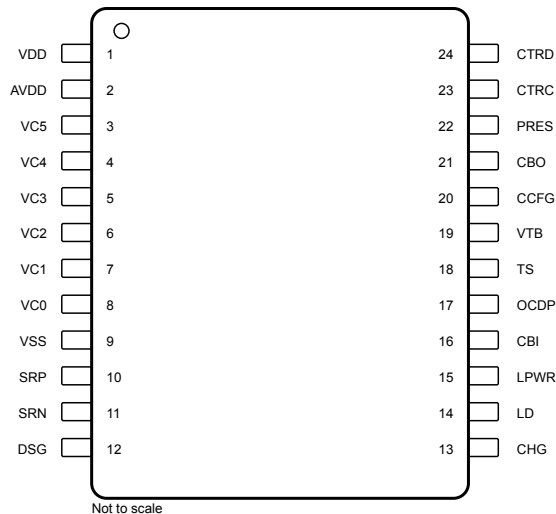 VDD 1 24 CTRD
AVDD 2 23 CTRC
VC5 3 22 PRES
VC4 4 21 CBO
VC3 5 20 CCFG
VC2 6 19 VTB
VC1 7 18 TS
VC0 8 17 OCDP
VSS 9 16 CBI
SRP 10 15 LPWR
SRN 11 14 LD
DSG 12 13 CHG
Not to scale